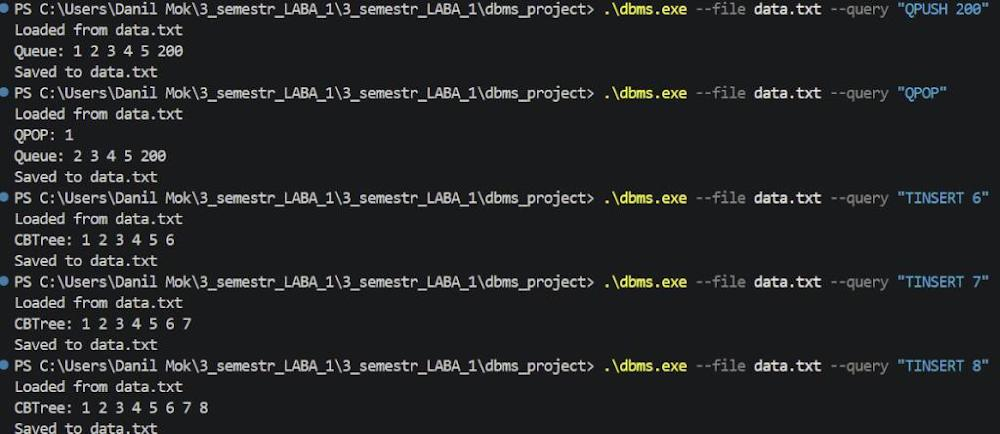 PS C:\Users\Danil Mok\3_semestr_LABA_1\3_semestr_LABA_1\dbms_project> .\dbms.exe --file data.txt --query "QPUSH 200"
Loaded from data.txt
Queue: 1 2 3 4 5 200
Saved to data.txt
PS C:\Users\Danil Mok\3_semestr_LABA_1\3_semestr_LABA_1\dbms_project> .\dbms.exe --file data.txt --query "QPOP"
Loaded from data.txt
QPOP: 1
Queue: 2 3 4 5 200
Saved to data.txt
PS C:\Users\Danil Mok\3_semestr_LABA_1\3_semestr_LABA_1\dbms_project> .\dbms.exe --file data.txt --query "TINSERT 6"
Loaded from data.txt
CBTree: 1 2 3 4 5 6
Saved to data.txt
PS C:\Users\Danil Mok\3_semestr_LABA_1\3_semestr_LABA_1\dbms_project> .\dbms.exe --file data.txt --query "TINSERT 7"
Loaded from data.txt
CBTree: 1 2 3 4 5 6 7
Saved to data.txt
PS C:\Users\Danil Mok\3_semestr_LABA_1\3_semestr_LABA_1\dbms_project> .\dbms.exe --file data.txt --query "TINSERT 8"
Loaded from data.txt
CBTree: 1 2 3 4 5 6 7 8
Saved to data.txt